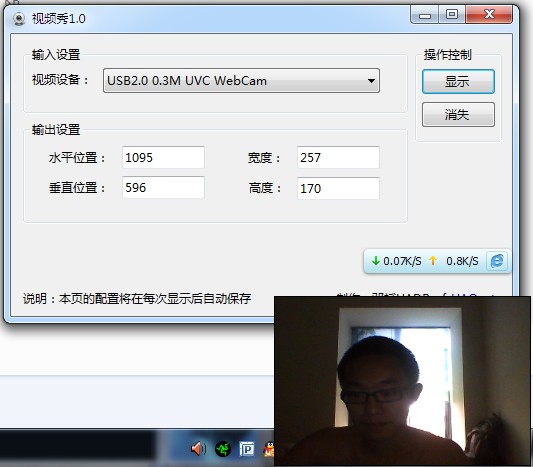 视频秀1.0
输入设置
操作控制
视频设备：
USB2.0 0.3M UVC WebCam
显示
消失
输出设置
水平位置：
1095
宽度：
257
垂直位置：
596
高度：
170
0.07K/S
0.8K/S
说明：本页的配置将在每次显示后自动保存